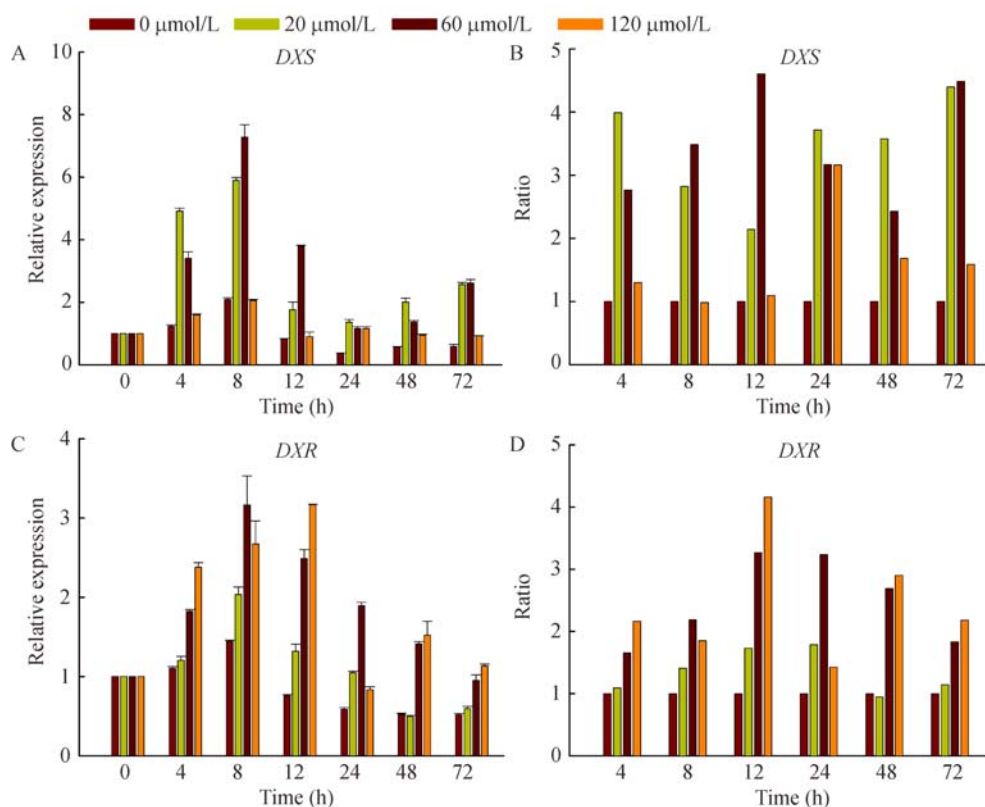 0 μmol/L 20 μmol/L 60 μmol/L 120 μmol/L
A
DXS
Relative expression
10
8
6
4
2
0
0 4 8 12 24 48 72
Time (h)
B
DXS
Ratio
5
4
3
2
1
0
4 8 12 24 48 72
Time (h)
C
DXR
Relative expression
4
3
2
1
0
0 4 8 12 24 48 72
Time (h)
D
DXR
Ratio
5
4
3
2
1
0
4 8 12 24 48 72
Time (h)